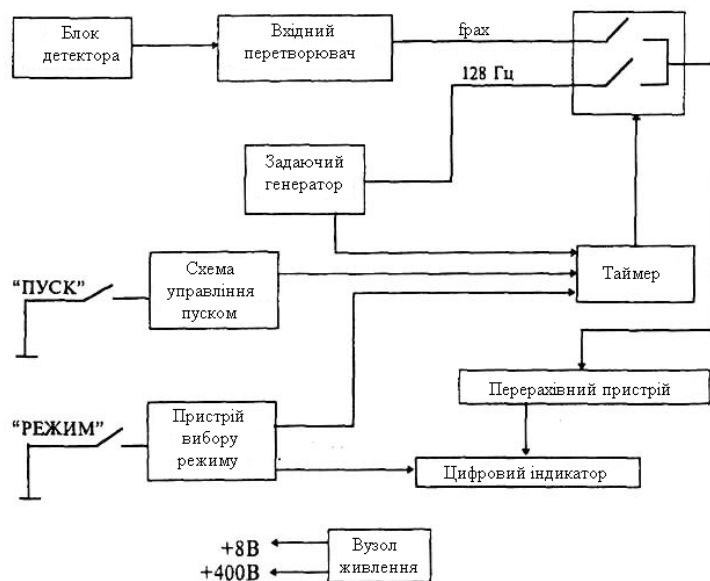 Блок
детектора
Вхідний
перетворювач
fрах
128 Гц
Задаючий
генератор
"ПУСК"
Схема
управління
пуском
Таймер
Перерахівний пристрій
"РЕЖИМ"
Пристрій
вибору
режиму
Цифровий індикатор
+8В
+400В
Вузол
живлення